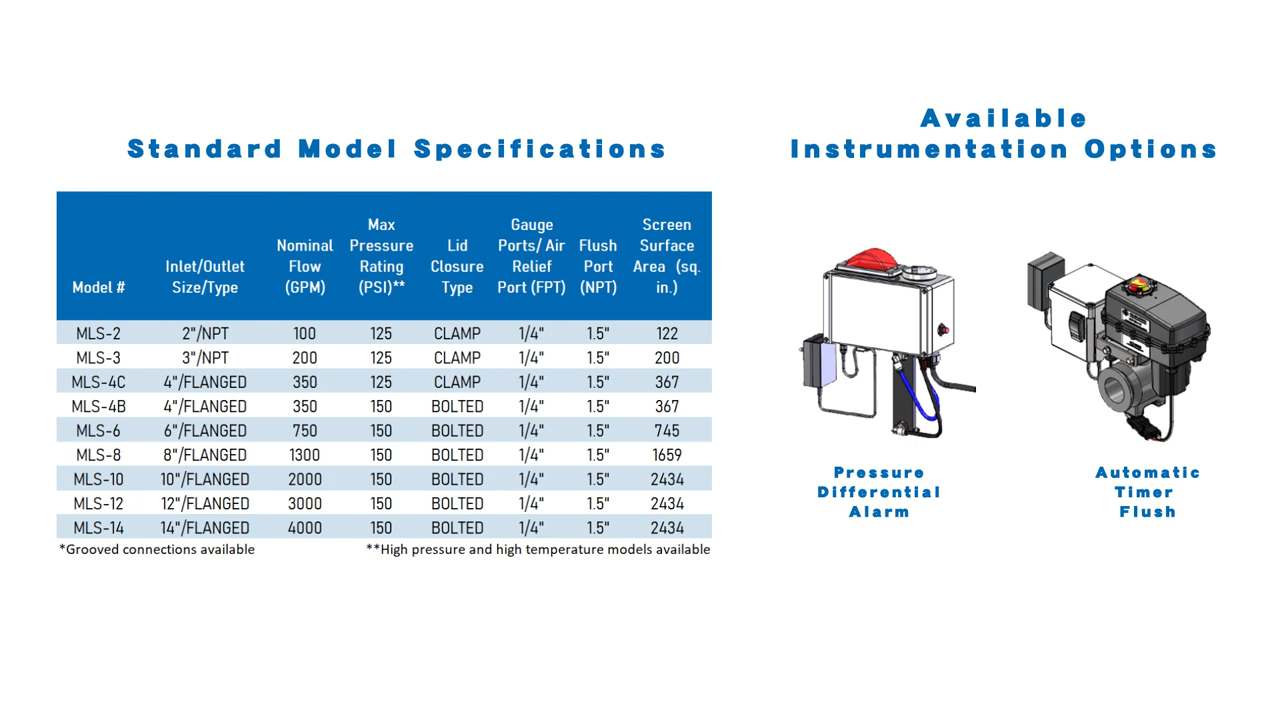 Standard Model Specifications
Model # Inlet/Outlet Size/Type Nominal Flow (GPM) Max Pressure Rating (PSI)** Lid Closure Type Gauge Ports/ Air Relief Port (FPT) Flush Port (NPT) Screen Surface Area (sq. in.)
MLS-2 2"/NPT 100 125 CLAMP 1/4" 1.5" 122
MLS-3 3"/NPT 200 125 CLAMP 1/4" 1.5" 200
MLS-4C 4"/FLANGED 350 125 CLAMP 1/4" 1.5" 367
MLS-4B 4"/FLANGED 350 150 BOLTED 1/4" 1.5" 367
MLS-6 6"/FLANGED 750 150 BOLTED 1/4" 1.5" 745
MLS-8 8"/FLANGED 1300 150 BOLTED 1/4" 1.5" 1659
MLS-10 10"/FLANGED 2000 150 BOLTED 1/4" 1.5" 2434
MLS-12 12"/FLANGED 3000 150 BOLTED 1/4" 1.5" 2434
MLS-14 14"/FLANGED 4000 150 BOLTED 1/4" 1.5" 2434
*Grooved connections available **High pressure and high temperature models available
Available
Instrumentation Options
Pressure
Differential
Alarm
Automatic
Timer
Flush